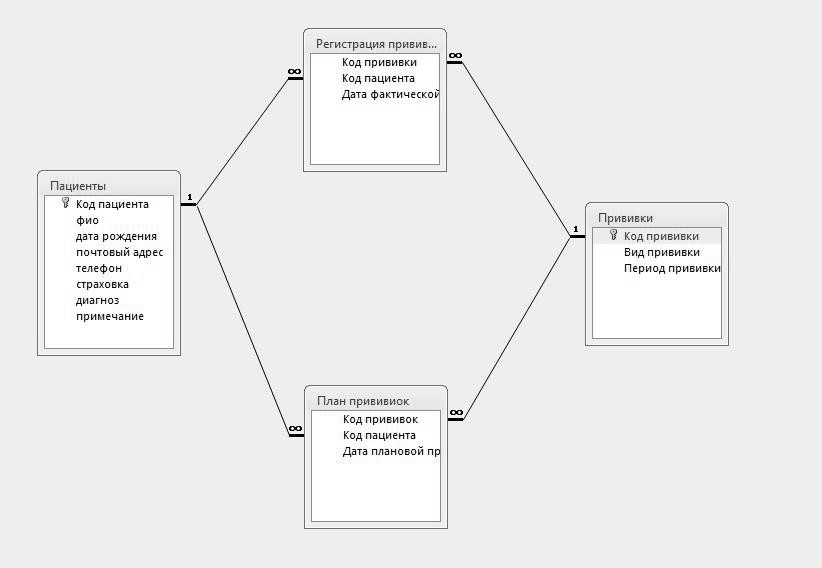 Регистрация привив...
Код прививки
Код пациента
Дата фактической
∞
∞
Пациенты
Код пациента
фио
дата рождения
почтовый адрес
телефон
страховка
диагноз
примечание
1
Прививки
Код прививки
Вид прививки
Период прививки
1
План прививиок
Код прививок
Код пациента
Дата плановой пр
∞
∞